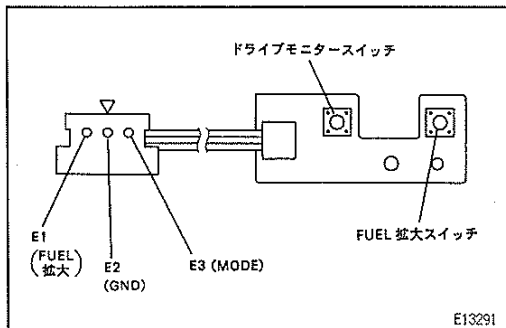 ドライブモニタースイッチ
E1
(FUEL
拡大)
E2
(GND)
E3 (MODE)
FUEL 拡大スイッチ
E13291